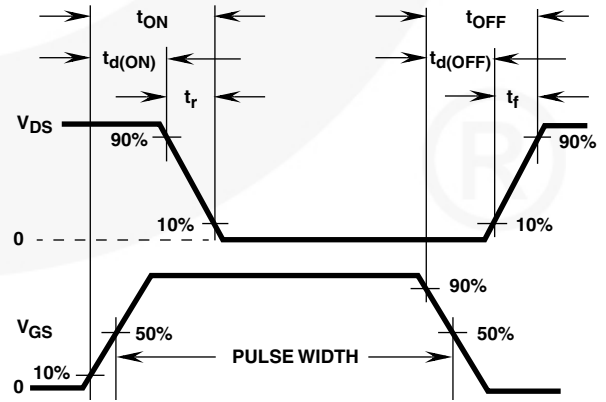 tON tOFF
td(ON) td(OFF)
tr tf
VDS
90% 90%
10% 10%
0
90%
VGS 50% 50%
PULSE WIDTH
10%
0
®